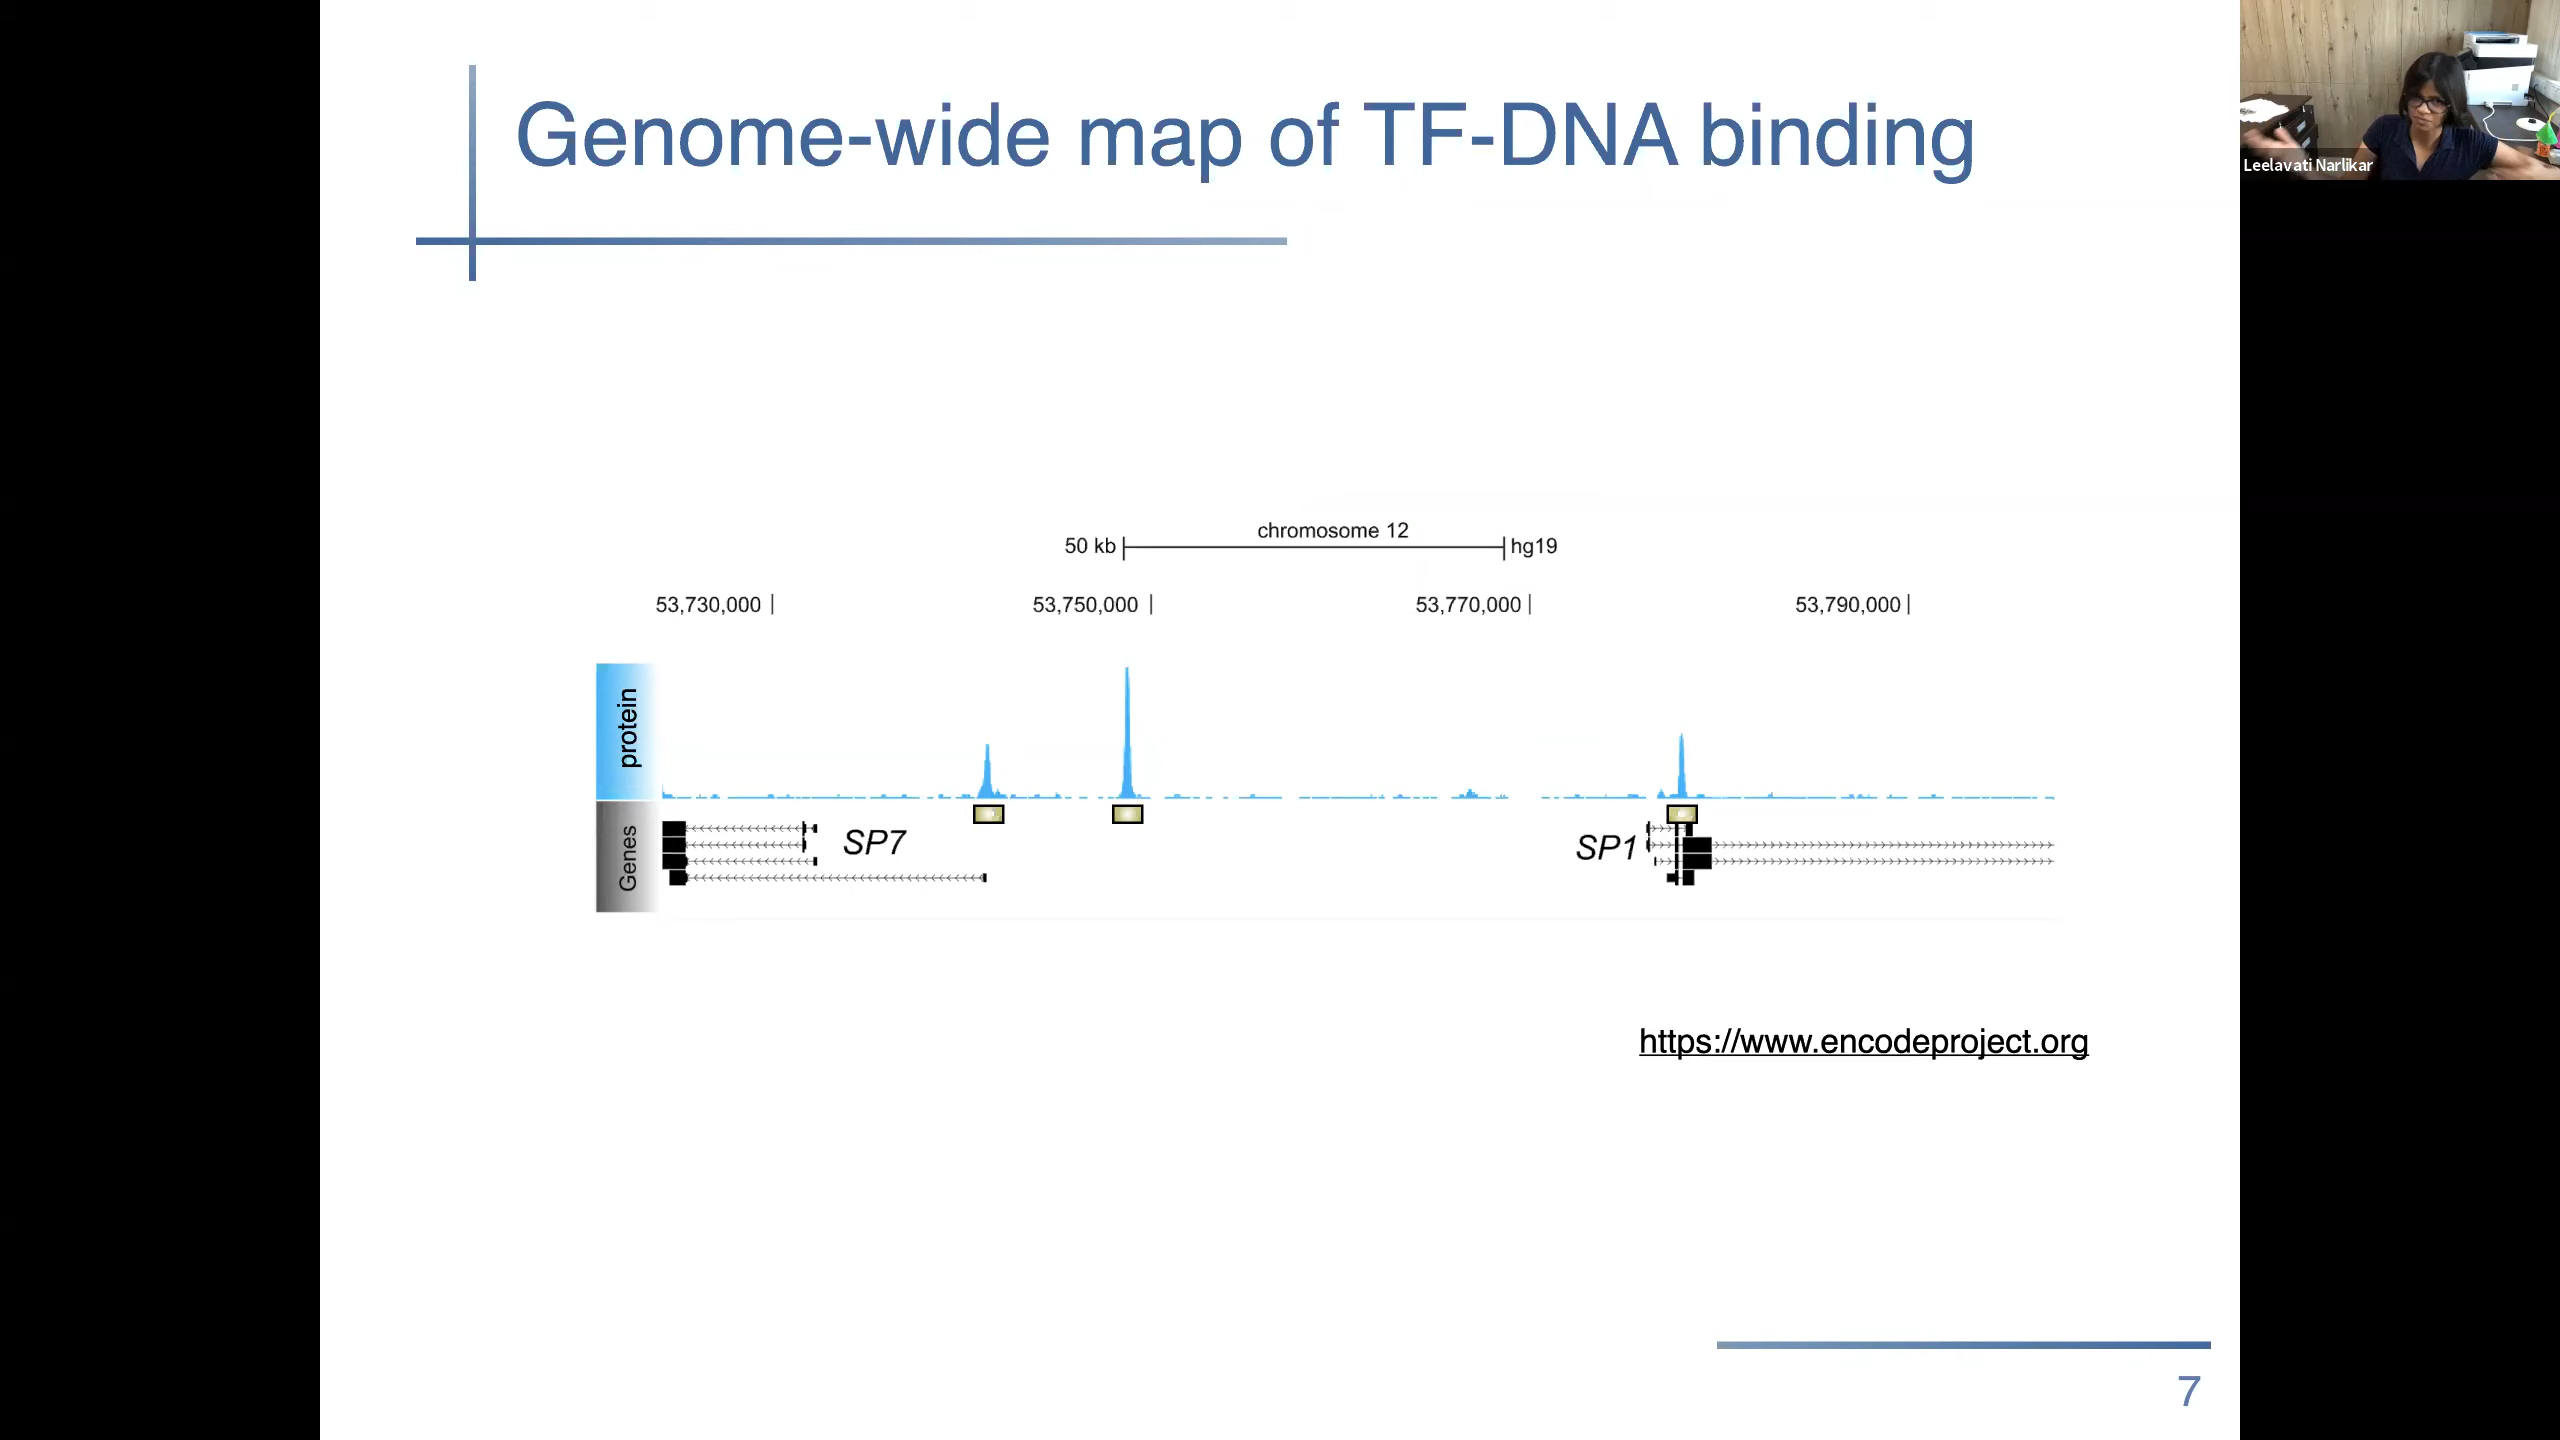 Genome-wide map of TF-DNA binding
Leelavati Narlikar
chromosome 12
50 kb hg19
53,730,000 53,750,000 53,770,000 53,790,000
protein
Genes
SP7
SP1
https://www.encodeproject.org
7